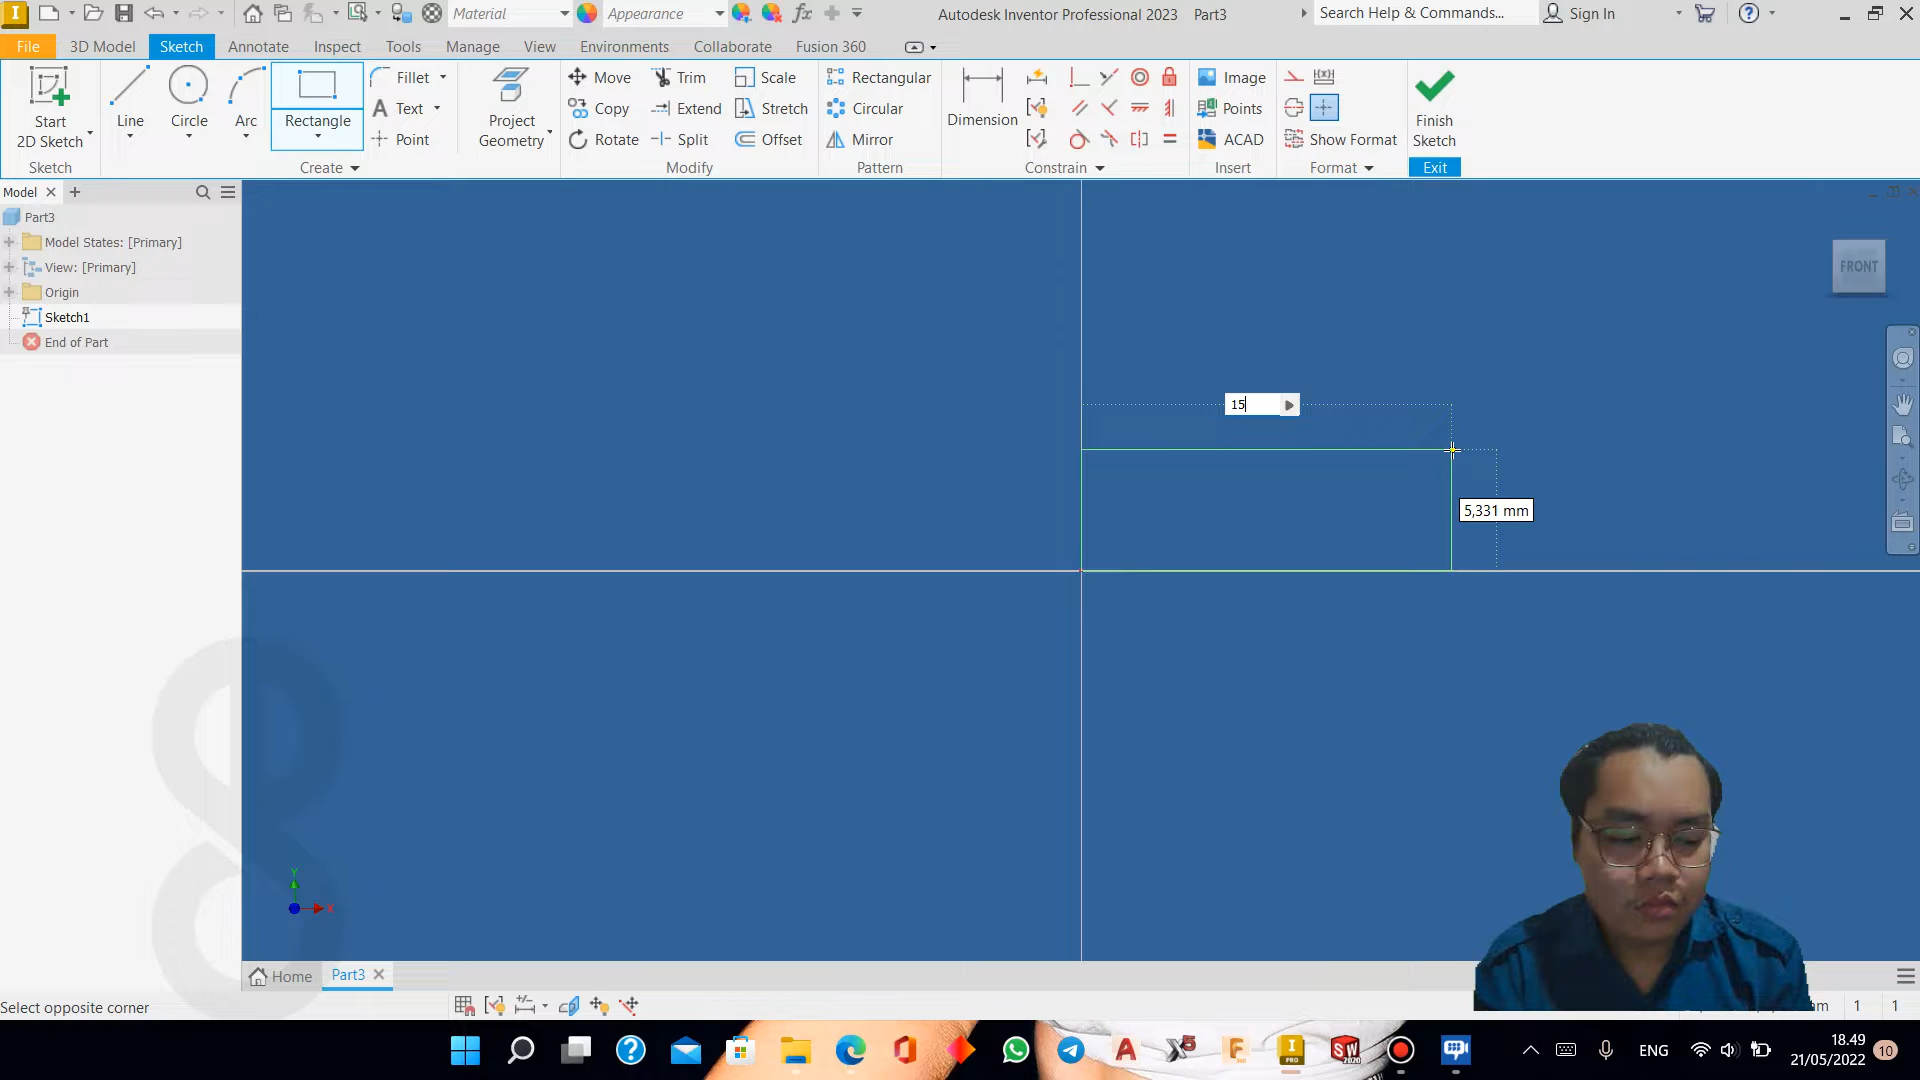 Material
Appearance
Autodesk Inventor Professional 2023 Part3
Search Help & Commands...
Sign In
File
3D Model
Sketch
Annotate
Inspect
Tools
Manage
View
Environments
Collaborate
Fusion 360
Start
2D Sketch
Sketch
Line
Circle
Arc
Rectangle
Fillet
Text
Point
Create
Project
Geometry
Move
Copy
Rotate
Trim
Extend
Split
Scale
Stretch
Offset
Modify
Rectangular
Circular
Mirror
Pattern
Dimension
Constrain
Image
Points
ACAD
Insert
Show Format
Format
Finish
Sketch
Exit
Model
Part3
Model States: [Primary]
View: [Primary]
Origin
Sketch1
End of Part
FRONT
15
5,331 mm
Y
X
Home
Part3
Select opposite corner
1 1
ENG
18.49
21/05/2022
10